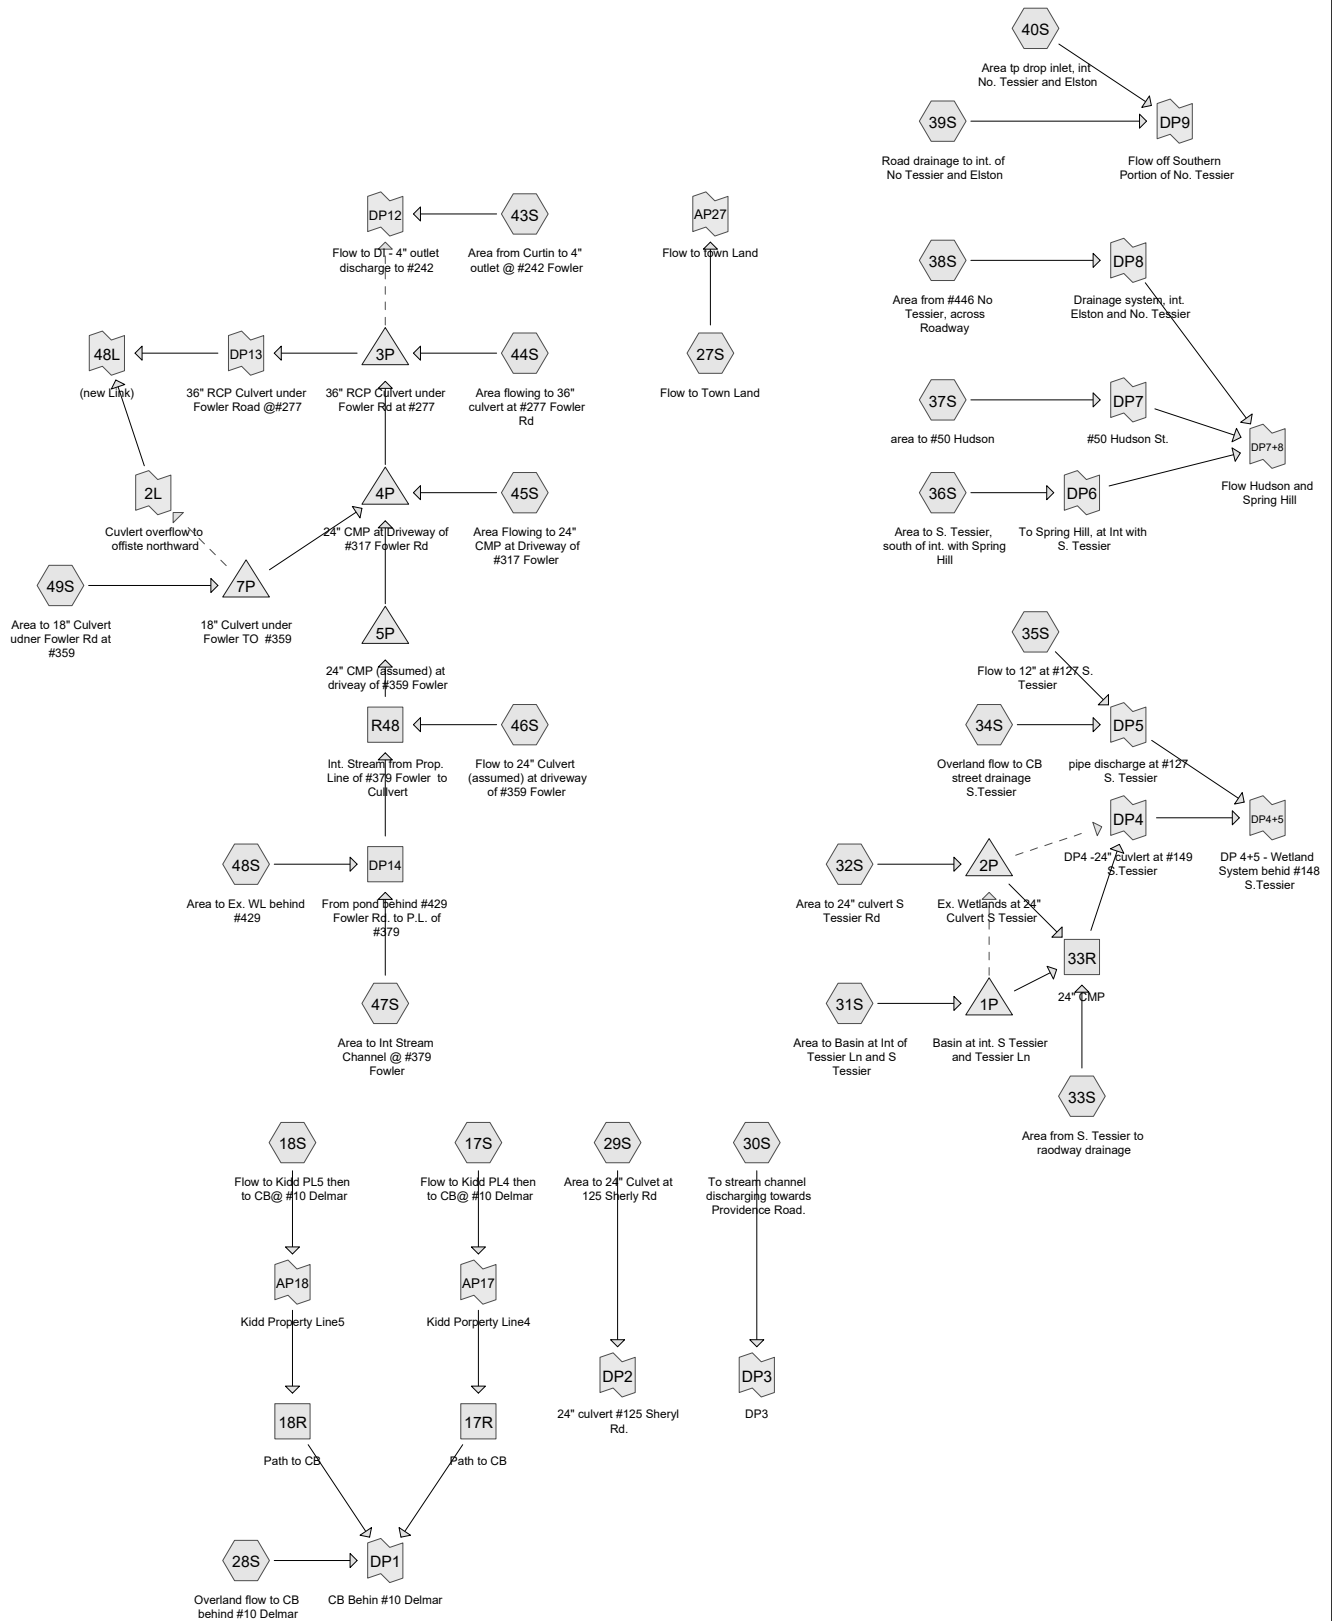 40S
Area tp drop inlet, int
No. Tessier and Elston
39S
Road drainage to int. of
No Tessier and Elston
DP9
Flow off Southern
Portion of No. Tessier
DP12
Flow to DI - 4" outlet
discharge to #242
43S
Area from Curtin to 4"
outlet @ #242 Fowler
AP27
Flow to town Land
38S
Area from #446 No
Tessier, across
Roadway
DP8
Drainage system, int.
Elston and No. Tessier
48L
(new Link)
DP13
36" RCP Culvert under
Fowler Road @#277
3P
36" RCP Culvert under
Fowler Rd at #277
44S
Area flowing to 36"
culvert at #277 Fowler
Rd
27S
Flow to Town Land
37S
area to #50 Hudson
DP7
#50 Hudson St.
DP7+8
Flow Hudson and
Spring Hill
2L
Cuvlert overflow to
offiste northward
4P
24" CMP at Driveway of
#317 Fowler Rd
45S
Area Flowing to 24"
CMP at Driveway of
#317 Fowler
36S
Area to S. Tessier,
south of int. with Spring
Hill
DP6
To Spring Hill, at Int with
S. Tessier
49S
Area to 18" Culvert
udner Fowler Rd at
#359
7P
18" Culvert under
Fowler TO #359
5P
24" CMP (assumed) at
driveay of #359 Fowler
35S
Flow to 12" at #127 S.
Tessier
R48
Int. Stream from Prop.
Line of #379 Fowler to
Cullvert
46S
Flow to 24" Culvert
(assumed) at driveway
of #359 Fowler
34S
Overland flow to CB
street drainage
S.Tessier
DP5
pipe discharge at #127
S. Tessier
DP4
DP4 -24" cuvlert at #149
S.Tessier
DP4+5
DP 4+5 - Wetland
System behid #148
S.Tessier
48S
Area to Ex. WL behind
#429
DP14
From pond behind #429
Fowler Rd. to P.L. of
#379
32S
Area to 24" culvert S
Tessier Rd
2P
Ex. Wetlands at 24"
Culvert S Tessier
33R
24" CMP
47S
Area to Int Stream
Channel @ #379
Fowler
31S
Area to Basin at Int of
Tessier Ln and S
Tessier
1P
Basin at int. S Tessier
and Tessier Ln
33S
Area from S. Tessier to
raodway drainage
18S
Flow to Kidd PL5 then
to CB@ #10 Delmar
17S
Flow to Kidd PL4 then
to CB@ #10 Delmar
29S
Area to 24" Culvet at
125 Sherly Rd
30S
To stream channel
discharging towards
Providence Road.
AP18
Kidd Property Line5
AP17
Kidd Porperty Line4
DP2
24" culvert #125 Sheryl
Rd.
DP3
DP3
18R
Path to CB
17R
Path to CB
28S
Overland flow to CB
behind #10 Delmar
DP1
CB Behin #10 Delmar